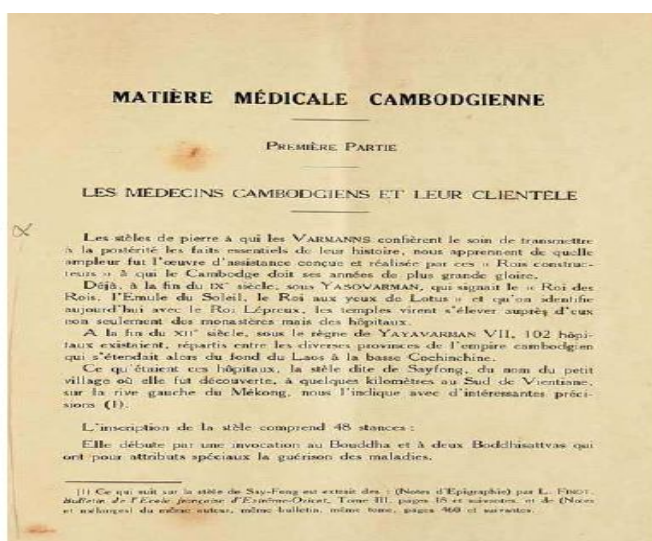 MATIÈRE MÉDICALE CAMBODGIENNE
PREMIÈRE PARTIE
LES MÉDECINS CAMBODGIENS ET LEUR CLIENTÈLE
Les stèles de pierre à qui les VARMANNS confièrent le soin de transmettre
à la postérité les faits essentiels de leur histoire, nous apprennent de quelle
ampleur fut l'œuvre d'assistance conçue et réalisée par ces « Rois construc-
teurs » à qui le Cambodge doit ses années de plus grande gloire.
Déjà, à la fin du IXᵉ siècle, sous YASOVARMAN, qui signait le « Roi des
Rois, l'Emule du Soleil, le Roi aux yeux de Lotus » et qu'on identifie
aujourd'hui avec le Roi Lépreux, les temples virent s'élever auprès d'eux
non seulement des monastères mais des hôpitaux.
A la fin du XIIᵉ siècle, sous le règne de YAYAVARMAN VII, 102 hôpi-
taux existaient, répartis entre les diverses provinces de l'empire cambodgien
qui s'étendait alors du fond du Laos à la basse Cochinchine.
Ce qu'étaient ces hôpitaux, la stèle dite de Sayfong, du nom du petit
village où elle fut découverte, à quelques kilomètres au Sud de Vientiane,
sur la rive gauche du Mékong, nous l'indique avec d'intéressantes préci-
sions (1).
L'inscription de la stèle comprend 48 stances :
Elle débute par une invocation au Bouddha et à deux Boddhisattvas qui
ont pour attributs spéciaux la guérison des maladies.
(1) Ce qui suit sur la stèle de Say-Fong est extrait des : (Notes d'Epigraphie) par L. FINOT.
Bulletin de l'Ecole française d'Extrême-Orient, Tome III, pages 18 et suivantes, et de (Notes
et mélanges) du même auteur, même bulletin, même tome, pages 460 et suivantes.